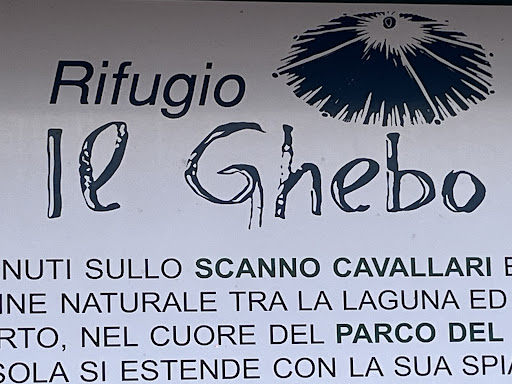 Rifugio
Il Ghebo
NUTI SULLO SCANNO CAVALLARI E
INE NATURALE TRA LA LAGUNA ED
RTO, NEL CUORE DEL PARCO DEL
SOLA SI ESTENDE CON LA SUA SPIA